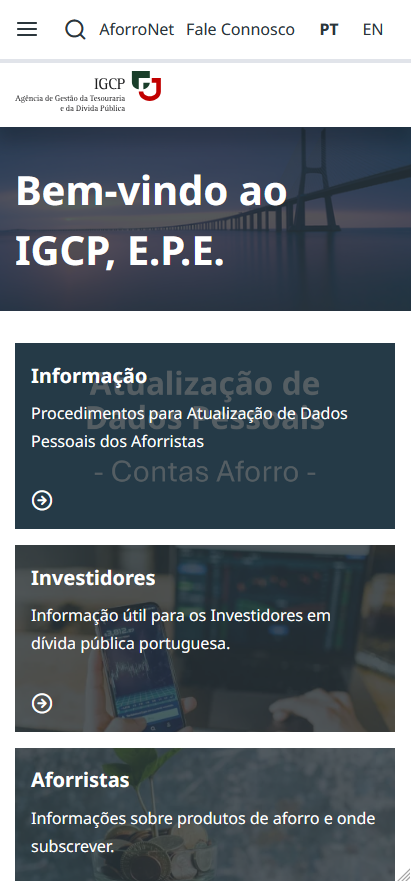 AforroNet Fale Connosco PT EN
IGCP
Agência de Gestão da Tesouraria
e da Dívida Pública
Bem-vindo ao
IGCP, E.P.E.
Atualização de
Dados Pessoais
- Contas Aforro -
Informação
Procedimentos para Atualização de Dados
Pessoais dos Aforristas
Investidores
Informação útil para os Investidores em
dívida pública portuguesa.
Aforristas
Informações sobre produtos de aforro e onde
subscrever.